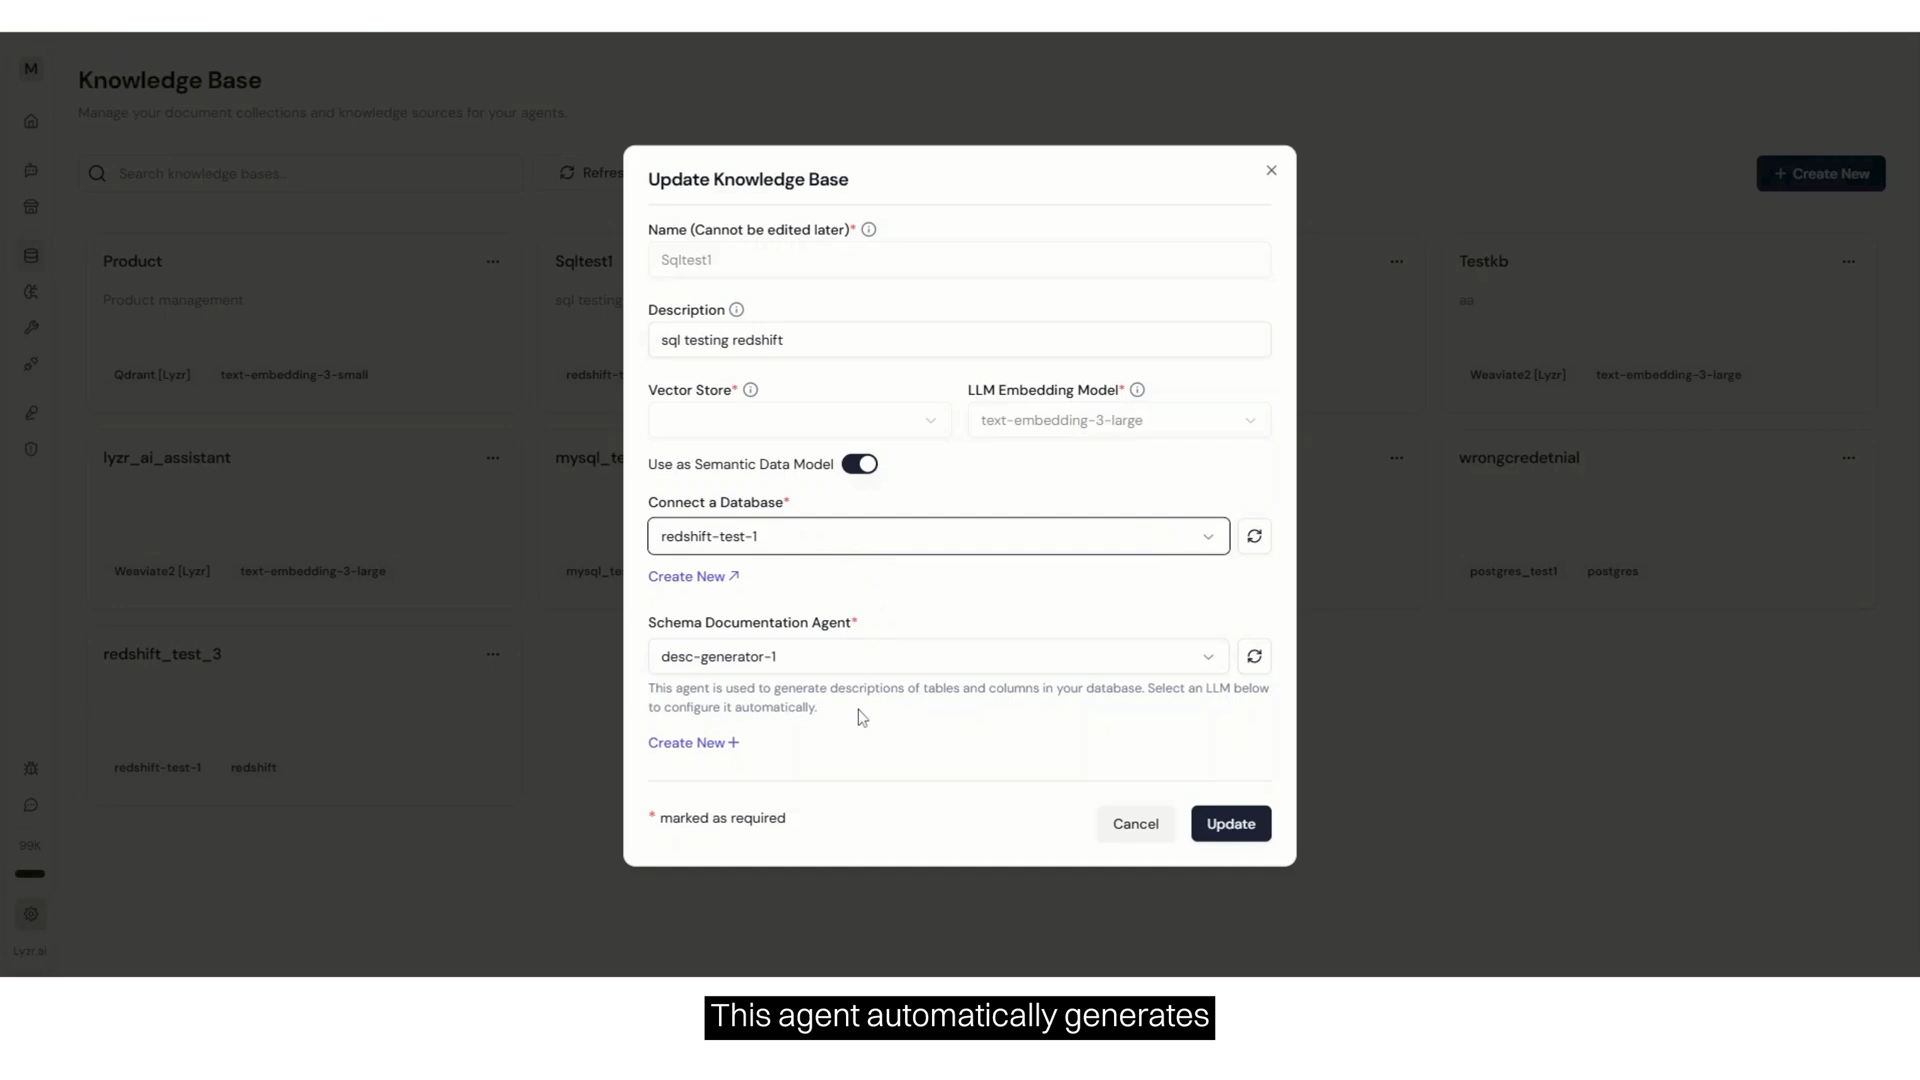 M
Knowledge Base
Manage your document collections and knowledge sources for your agents.
Search knowledge bases...
Refres
+ Create New
Product
Product management
Qdrant [Lyzr] text-embedding-3-small
Sqltest1
sql testing
redshift-t
Testkb
aa
Weaviate2 [Lyzr] text-embedding-3-large
lyzr_ai_assistant
Weaviate2 [Lyzr] text-embedding-3-large
mysql_te
mysql_te
wrongcredetnial
postgres_test1 postgres
redshift_test_3
redshift-test-1 redshift
99K
Lyzr.ai
Update Knowledge Base
Name (Cannot be edited later)*
Sqltest1
Description
sql testing redshift
Vector Store*
LLM Embedding Model*
text-embedding-3-large
Use as Semantic Data Model
Connect a Database*
redshift-test-1
Create New
Schema Documentation Agent*
desc-generator-1
This agent is used to generate descriptions of tables and columns in your database. Select an LLM below
to configure it automatically.
Create New +
* marked as required
Cancel
Update
This agent automatically generates